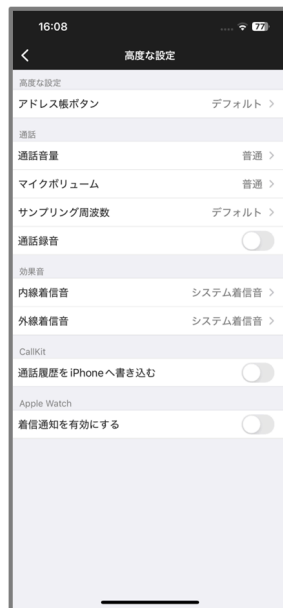 16:08
77
高度な設定
高度な設定
アドレス帳ボタン デフォルト
通話
通話音量 普通
マイクボリューム 普通
サンプリング周波数 デフォルト
通話録音
効果音
内線着信音 システム着信音
外線着信音 システム着信音
CallKit
通話履歴をiPhoneへ書き込む
Apple Watch
着信通知を有効にする